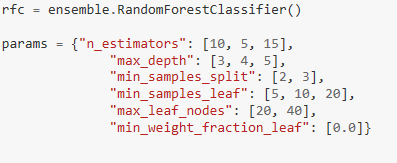 rfc = ensemble.RandomForestClassifier()
params = {"n_estimators": [10, 5, 15],
"max_depth": [3, 4, 5],
"min_samples_split": [2, 3],
"min_samples_leaf": [5, 10, 20],
"max_leaf_nodes": [20, 40],
"min_weight_fraction_leaf": [0.0]}